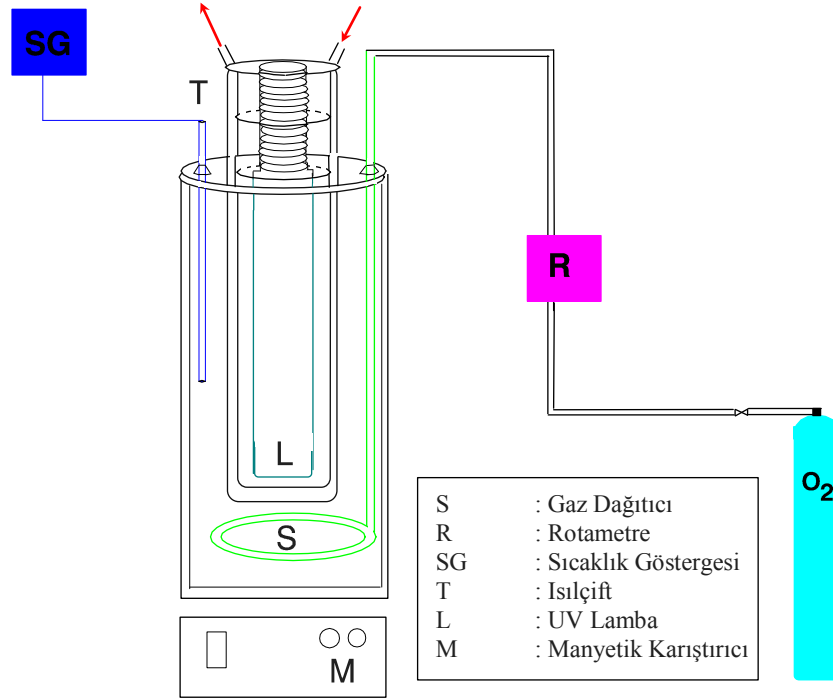 SG
T
R
L
O2
S
M
S : Gaz Dağıtıcı
R : Rotametre
SG : Sıcaklık Göstergesi
T : Isılçift
L : UV Lamba
M : Manyetik Karıştırıcı